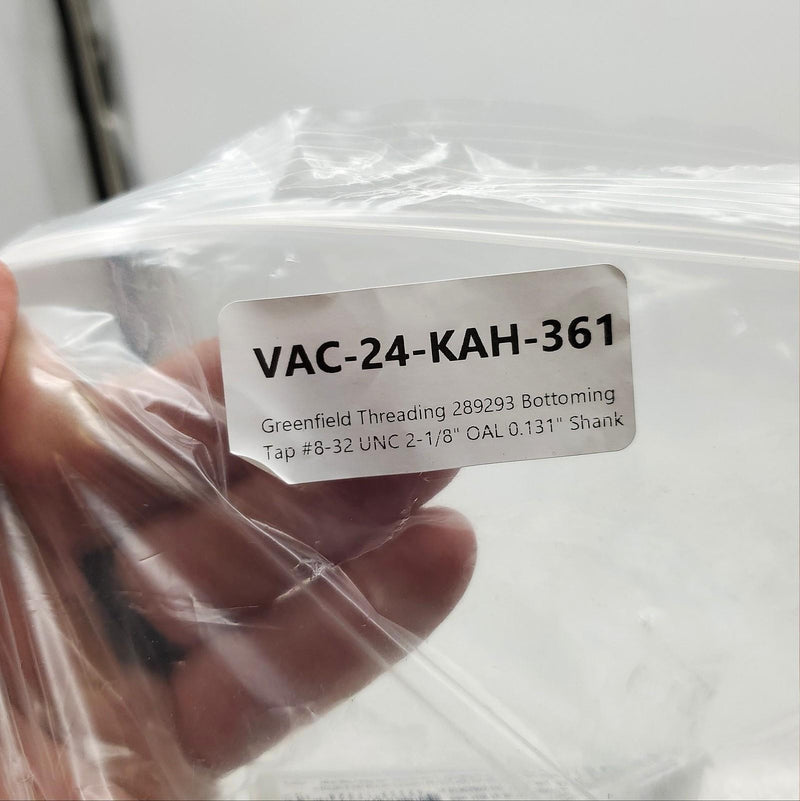 VAC-24-KAH-361
Greenfield Threading 289293 Bottoming
Tap #8-32 UNC 2-1/8" OAL 0.131" Shank